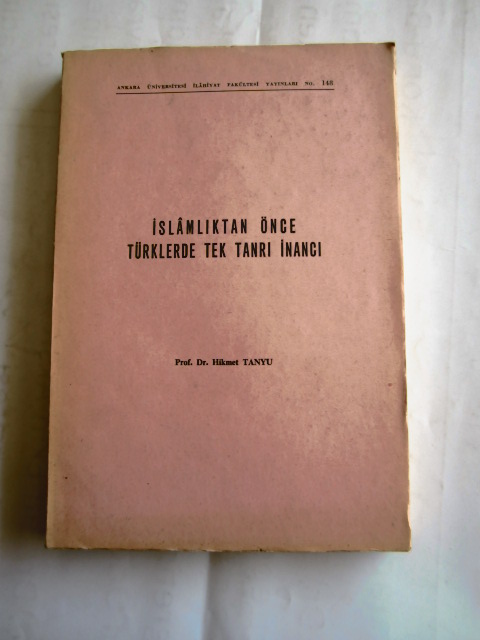 ANKARA ÜNİVERSİTESİ İLÂHİYAT FAKÜLTESİ YAYINLARI NO. 148
İSLÂMLIKTAN ÖNCE
TÜRKLERDE TEK TANRI İNANCI
Prof. Dr. Hikmet TANYU